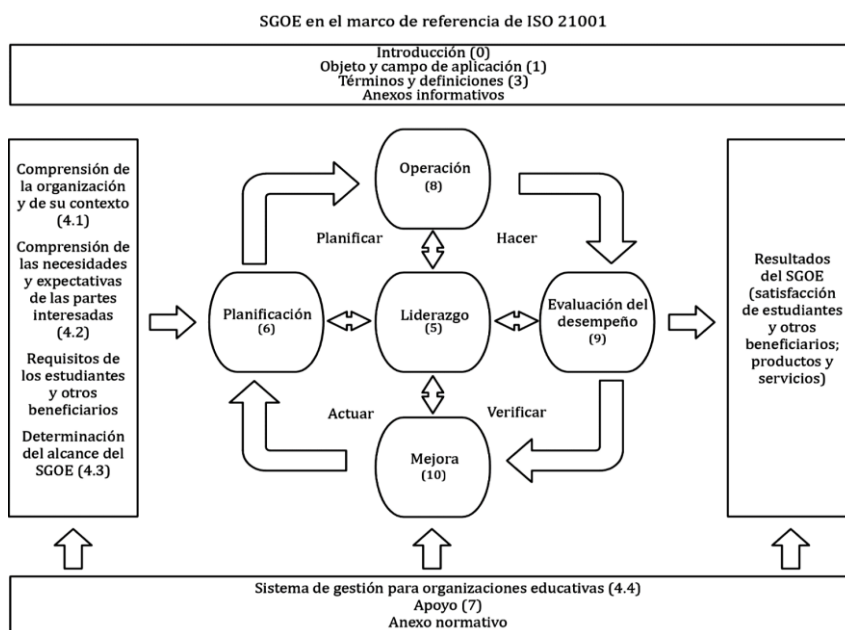 SGOE en el marco de referencia de ISO 21001
Introducción (0)
Objeto y campo de aplicación (1)
Términos y definiciones (3)
Anexos informativos
Comprensión de
la organización
y de su contexto
(4.1)
Comprensión de
las necesidades
y expectativas
de las partes
interesadas
(4.2)
Requisitos de
los estudiantes
y otros
beneficiarios
Determinación
del alcance del
SGOE (4.3)
Operación
(8)
Planificar
Hacer
Planificación
(6)
Liderazgo
(5)
Evaluación del
desempeño
(9)
Actuar
Verificar
Mejora
(10)
Resultados
del SGOE
(satisfacción
de estudiantes
y otros
beneficiarios;
productos y
servicios)
Sistema de gestión para organizaciones educativas (4.4)
Apoyo (7)
Anexo normativo